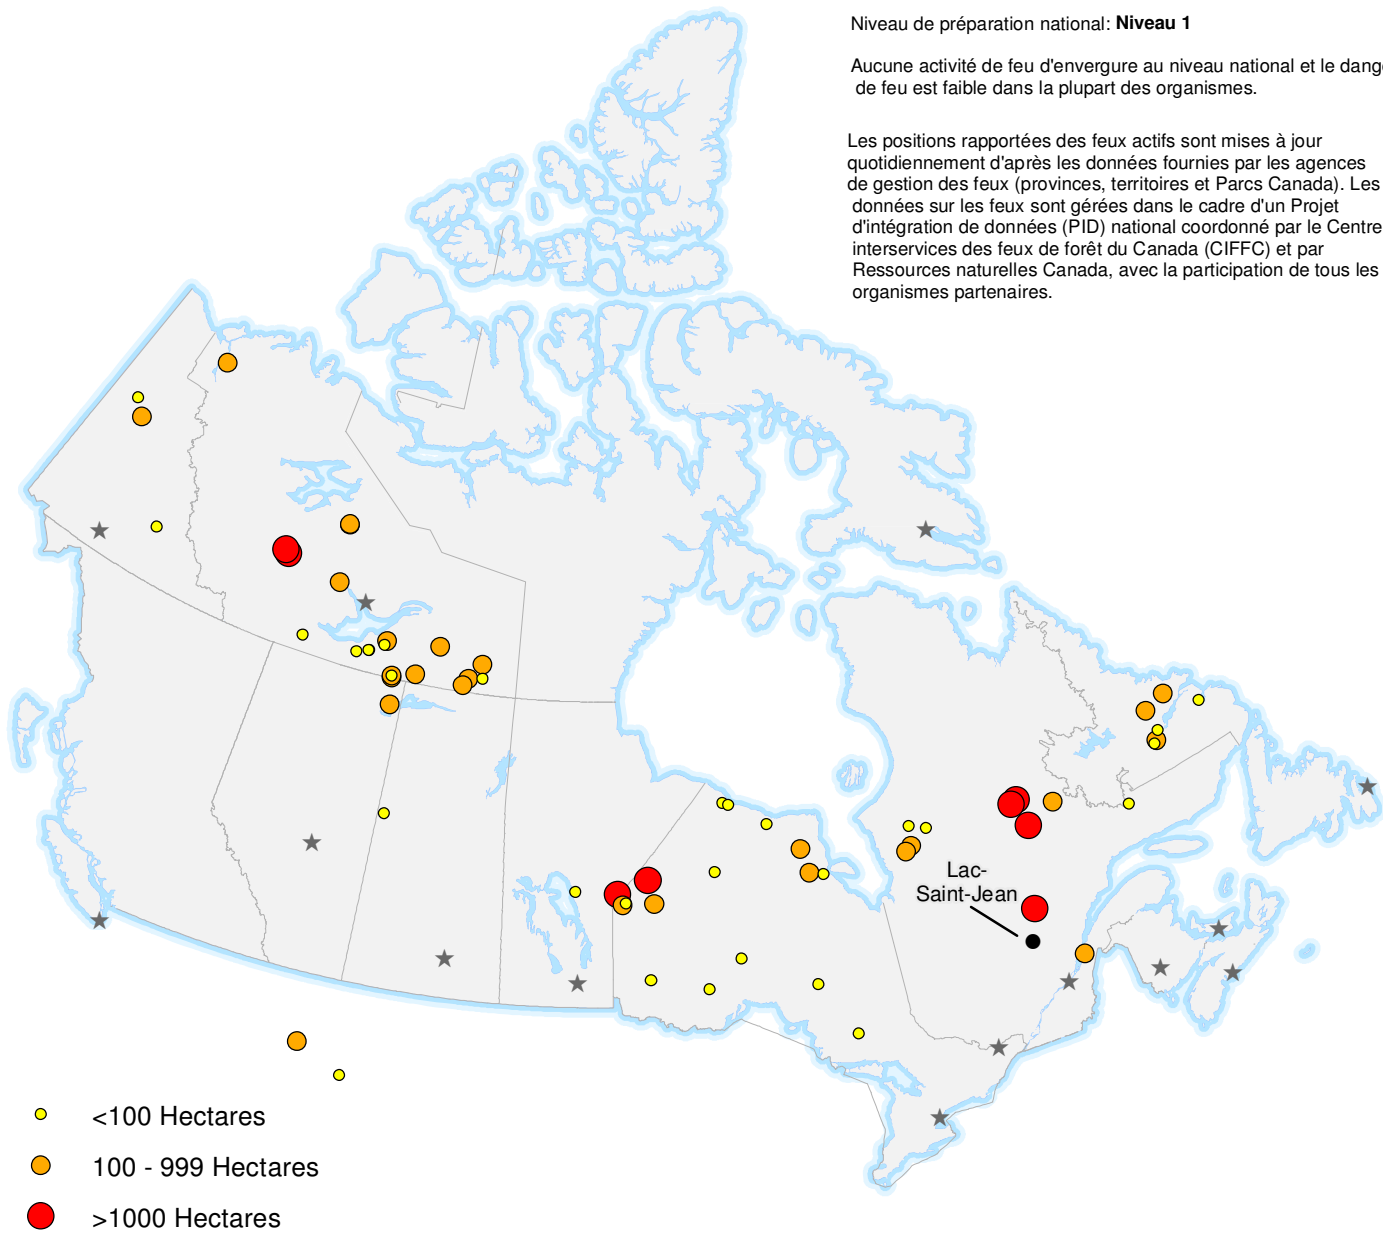 Niveau de préparation national: Niveau 1
Aucune activité de feu d'envergure au niveau national et le dang
de feu est faible dans la plupart des organismes.
Les positions rapportées des feux actifs sont mises à jour
quotidiennement d'après les données fournies par les agences
de gestion des feux (provinces, territoires et Parcs Canada). Les
données sur les feux sont gérées dans le cadre d'un Projet
d'intégration de données (PID) national coordonné par le Centre
interservices des feux de forêt du Canada (CIFFC) et par
Ressources naturelles Canada, avec la participation de tous les
organismes partenaires.
Lac-
Saint-Jean
<100 Hectares
100 - 999 Hectares
>1000 Hectares